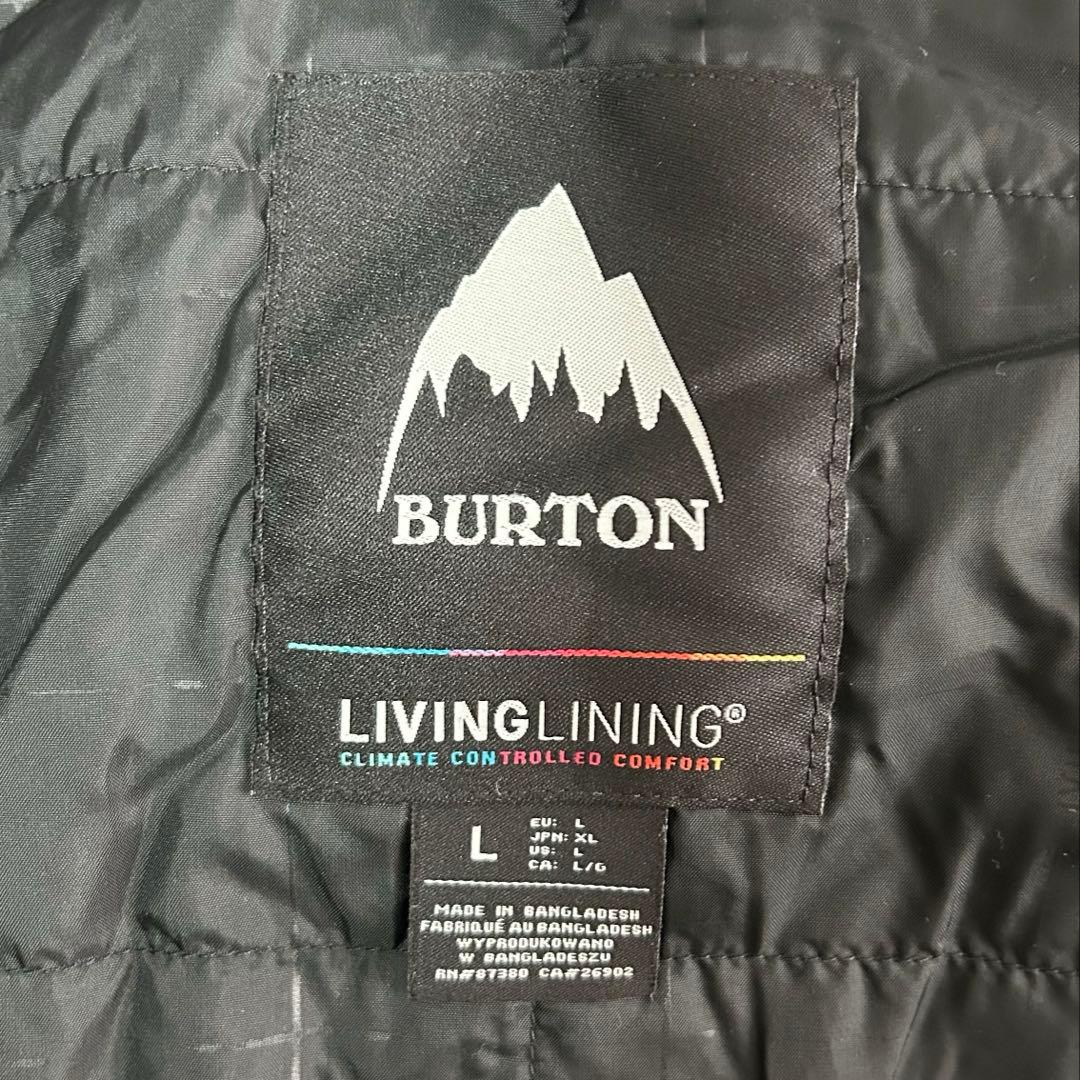 BURTON
LIVINGLINING®
CLIMATE CONTROLLED COMFORT
L
EU: L
JPN: XL
US: L
CA: L/G
MADE IN BANGLADESH
FABRIQUÉ AU BANGLADESH
WYPRODUKOWANO
W BANGLADESZU
RN#87380 CA#26902